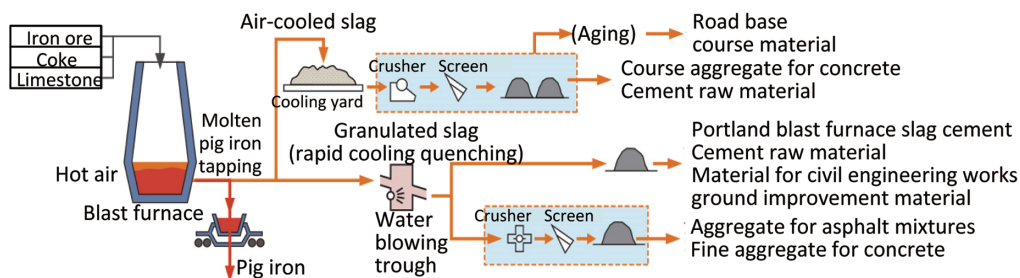 Iron ore
Coke
Limestone
Hot air
Blast furnace
Molten
pig iron
tapping
Pig iron
Air-cooled slag
Cooling yard
Crusher
Screen
(Aging)
Road base
course material
Course aggregate for concrete
Cement raw material
Granulated slag
(rapid cooling quenching)
Water
blowing
trough
Portland blast furnace slag cement
Cement raw material
Material for civil engineering works
ground improvement material
Crusher
Screen
Aggregate for asphalt mixtures
Fine aggregate for concrete